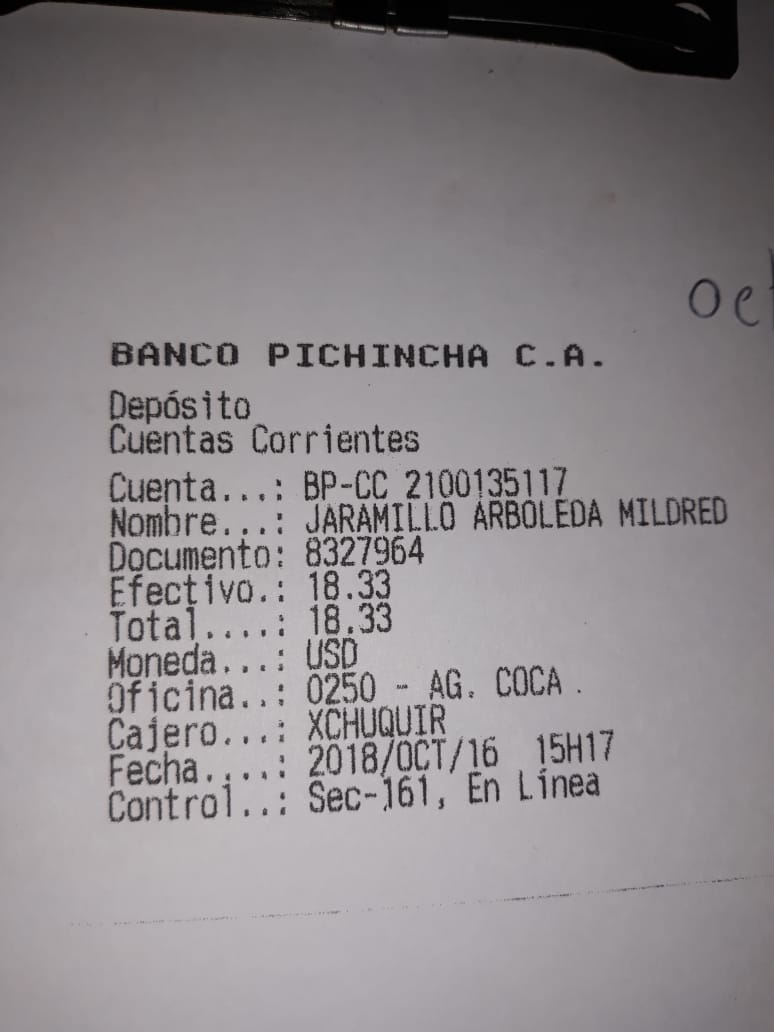 oct
BANCO PICHINCHA C.A.
Depósito
Cuentas Corrientes
Cuenta...: BP-CC 2100135117
Nombre...: JARAMILLO ARBOLEDA MILDRED
Documento: 8327964
Efectivo.: 18.33
Total....: 18.33
Moneda...: USD
Oficina..: 0250 - AG. COCA .
Cajero...: XCHUQUIR
Fecha....: 2018/OCT/16 15H17
Control..: Sec-161, En Línea